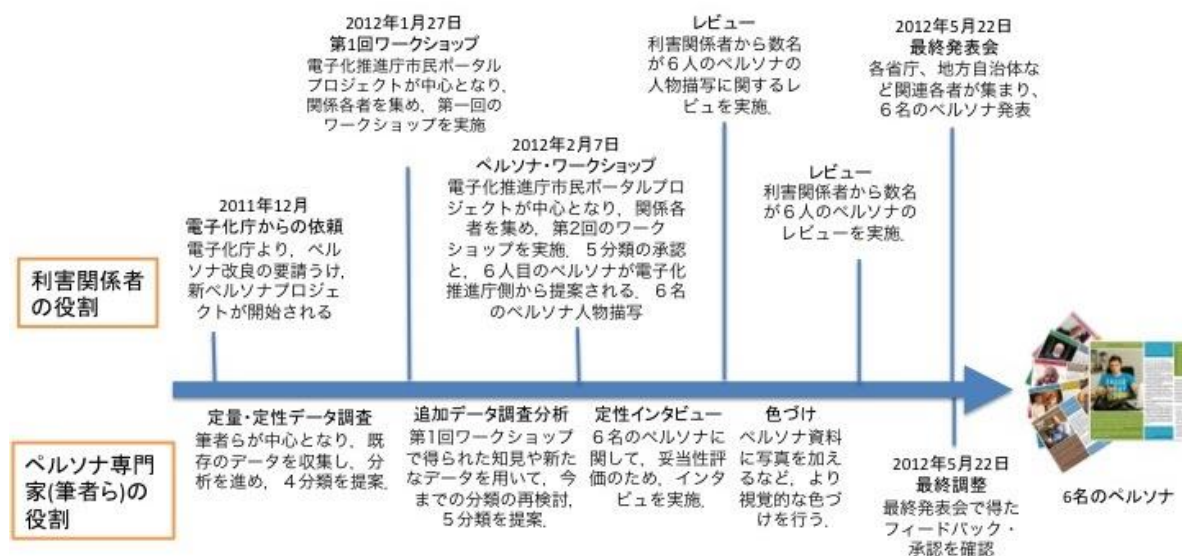 2012年1月27日
第1回ワークショップ
電子化推進庁市民ポータル
プロジェクトが中心となり,
関係各者を集め, 第一回の
ワークショップを実施
レビュー
利害関係者から数名
が6人のペルソナの
人物描写に関するレ
ビュを実施.
2012年5月22日
最終発表会
各省庁、地方自治体な
ど関連各者が集まり、
6名のペルソナ発表
2012年2月7日
ペルソナ・ワークショップ
電子化推進庁市民ポータルプロ
ジェクトが中心となり, 関係各
者を集め, 第2回のワーク
ショップを実施. 5分類の承認
と, 6人目のペルソナが電子化
推進庁側から提案される. 6名
のペルソナ人物描写
レビュー
利害関係者から数名
が6人のペルソナの
レビューを実施.
2011年12月
電子化庁からの依頼
電子化庁より, ペル
ソナ改良の要請うけ,
新ペルソナプロジェ
クトが開始される
利害関係者
の役割
定量・定性データ調査
筆者らが中心となり, 既
存のデータを収集し, 分
析を進め, 4分類を提案.
追加データ調査分析
第1回ワークショップ
で得られた知見や新た
なデータを用いて, 今
までの分類の再検討,
5分類を提案.
定性インタビュー
6名のペルソナに
関して, 妥当性評
価のため, インタ
ビュを実施.
色づけ
ペルソナ資料
に写真を加え
るなど, より
視覚的な色づ
けを行う.
2012年5月22日
最終調整
最終発表会で得た
フィードバック・
承認を確認
ペルソナ専門
家(筆者ら)の
役割
6名のペルソナ